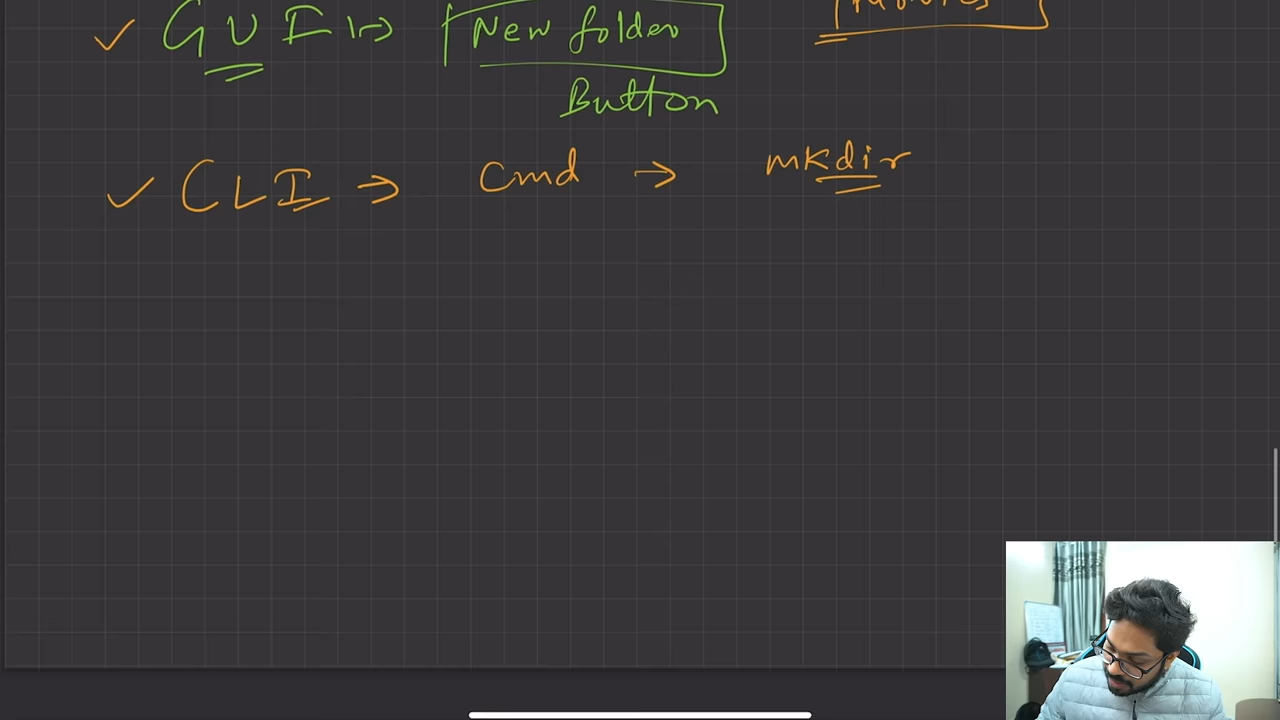 ✓ GUI → New folder
Button
✓ CLI → cmd → mkdir